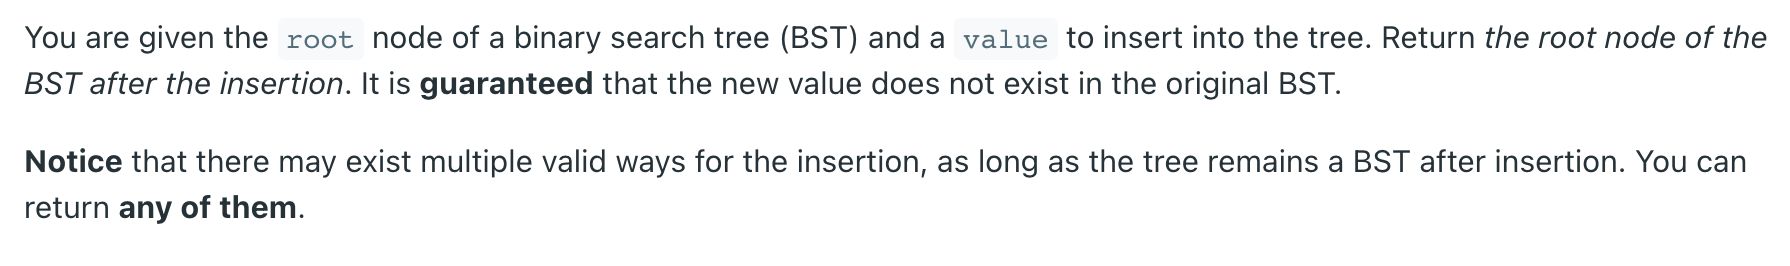 You are given the root node of a binary search tree (BST) and a value to insert into the tree. Return the root node of the
BST after the insertion. It is guaranteed that the new value does not exist in the original BST.
Notice that there may exist multiple valid ways for the insertion, as long as the tree remains a BST after insertion. You can
return any of them.